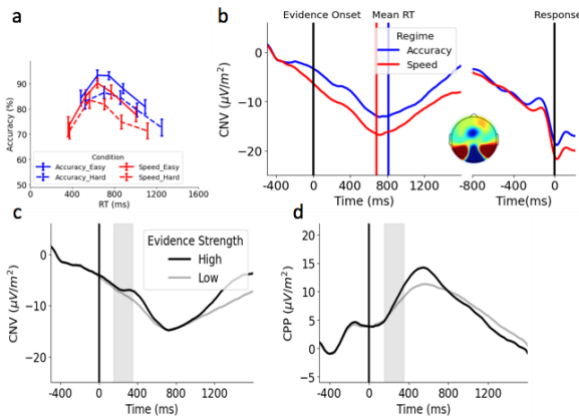 a
Accuracy (%)
90
80
70
60
50
Condition
Accuracy_Easy
Accuracy_Hard
Speed_Easy
Speed_Hard
0 400 800 1200 1600
RT (ms)
b
Evidence Onset Mean RT Response
Regime
Accuracy
Speed
CNV (μV/m²)
0
−10
−20
0 400 1200
Time (ms)
-800 -400 0
Time(ms)
c
Evidence Strength
High
Low
CNV (μV/m²)
0
−10
−20
-400 0 400 800 1200
Time (ms)
d
CPP (μV/m²)
20
15
10
5
0
−5
-400 0 400 800 1200
Time (ms)